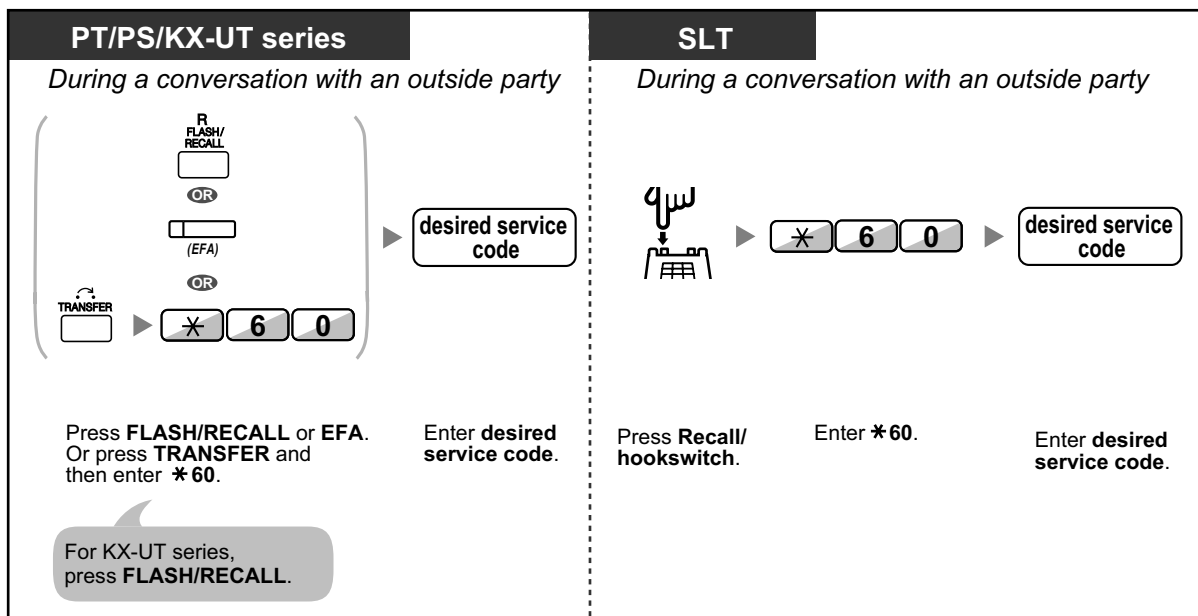 PT/PS/KX-UT series
During a conversation with an outside party
R
FLASH/
RECALL
OR
(EFA)
OR
TRANSFER
* 6 0
desired service
code
Press FLASH/RECALL or EFA.
Or press TRANSFER and
then enter *60.
Enter desired
service code.
For KX-UT series,
press FLASH/RECALL.
SLT
During a conversation with an outside party
* 6 0
desired service
code
Press Recall/
hookswitch.
Enter *60.
Enter desired
service code.